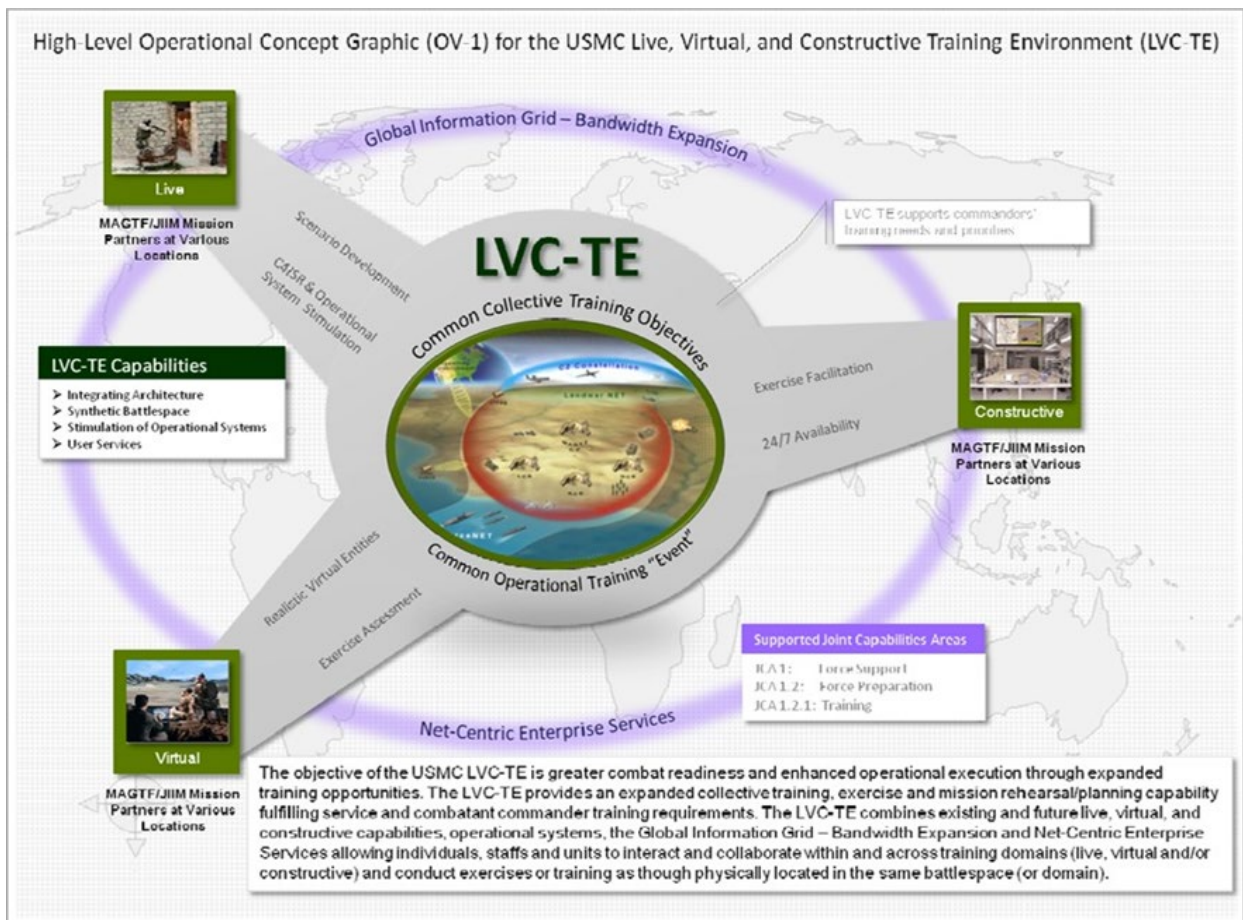 High-Level Operational Concept Graphic (OV-1) for the USMC Live, Virtual, and Constructive Training Environment (LVC-TE)
Global Information Grid – Bandwidth Expansion
Live
MAGTF/JIIM Mission
Partners at Various
Locations
Scenario Development
C4ISR & Operational
System Stimulation
LVC-TE supports commanders'
training needs and priorities
LVC-TE
Common Collective Training Objectives
C2 Constellation
LandwarNET
LVC-TE Capabilities
➢ Integrating Architecture
➢ Synthetic Battlespace
➢ Stimulation of Operational Systems
➢ User Services
Exercise Facilitation
24/7 Availability
Constructive
MAGTF/JIIM Mission
Partners at Various
Locations
Common Operational Training "Event"
Realistic Virtual Entities
Exercise Assessment
Supported Joint Capabilities Areas
JCA 1: Force Support
JCA1.2: Force Preparation
JCA1.2.1: Training
Net-Centric Enterprise Services
Virtual
MAGTF/JIIM Mission
Partners at Various
Locations
The objective of the USMC LVC-TE is greater combat readiness and enhanced operational execution through expanded
training opportunities. The LVC-TE provides an expanded collective training, exercise and mission rehearsal/planning capability
fulfilling service and combatant commander training requirements. The LVC-TE combines existing and future live, virtual, and
constructive capabilities, operational systems, the Global Information Grid – Bandwidth Expansion and Net-Centric Enterprise
Services allowing individuals, staffs and units to interact and collaborate within and across training domains (live, virtual and/or
constructive) and conduct exercises or training as though physically located in the same battlespace (or domain).